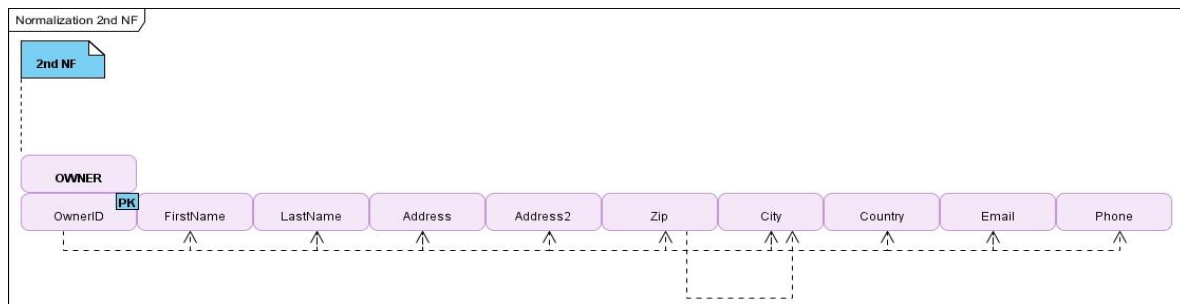 Normalization 2nd NF
2nd NF
OWNER
PK
OwnerID FirstName LastName Address Address2 Zip City Country Email Phone